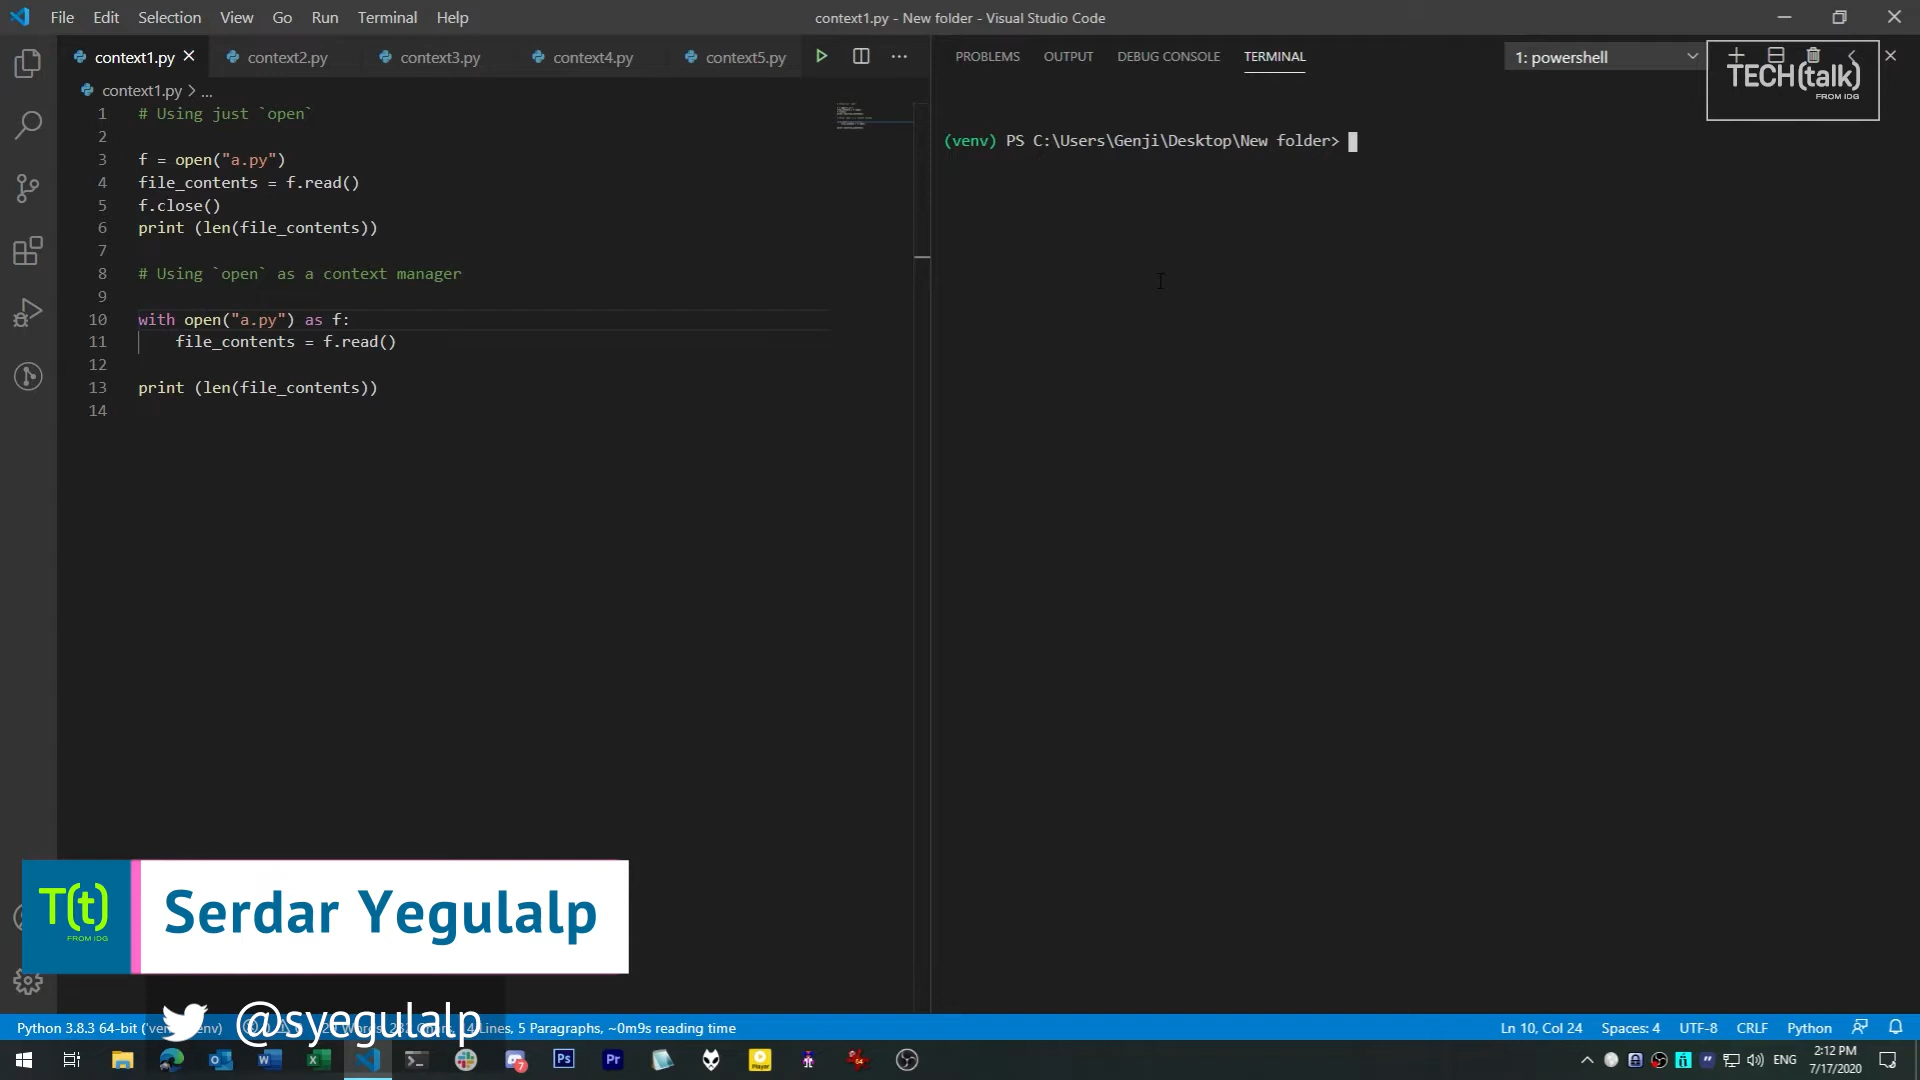 File Edit Selection View Go Run Terminal Help
context1.py - New folder - Visual Studio Code
context1.py context2.py context3.py context4.py context5.py
PROBLEMS OUTPUT DEBUG CONSOLE TERMINAL
1: powershell
TECH(talk)
FROM IDG
context1.py > ...
1 # Using just `open`
2
3 f = open("a.py")
4 file_contents = f.read()
5 f.close()
6 print (len(file_contents))
7
8 # Using `open` as a context manager
9
10 with open("a.py") as f:
11 file_contents = f.read()
12
13 print (len(file_contents))
14
(venv) PS C:\Users\Genji\Desktop\New folder>
T(t)
FROM IDG
Serdar Yegulalp
@syegulalp
Python 3.8.3 64-bit
Lines, 5 Paragraphs, ~0m9s reading time
Ln 10, Col 24 Spaces: 4 UTF-8 CRLF Python
ENG
2:12 PM
7/17/2020